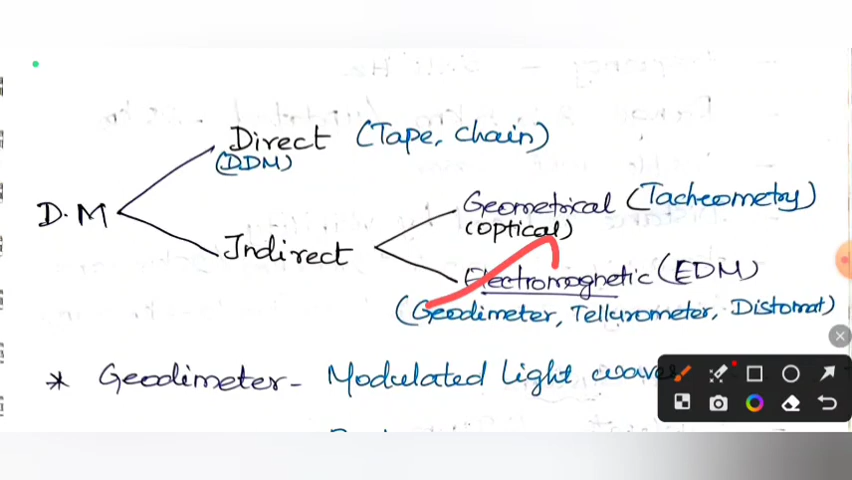 Direct (Tape, Chain)
(DDM)
D.M
Geometrical (Tacheometry)
(optical)
Indirect
Electromagnetic (EDM)
(Geodimeter, Tellurometer, Distomat)
* Geodimeter - Modulated light waves